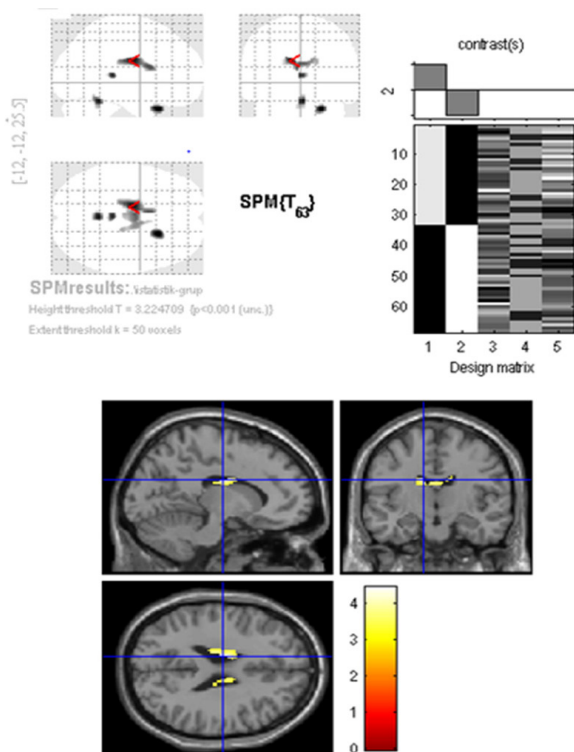 contrast(s)
2
[-12, -12, 25.5]
SPM{T63}
10
20
30
40
50
60
1 2 3 4 5
Design matrix
SPMresults: .\statistik-grup
Height threshold T = 3.224709 {p<0.001 (unc.)}
Extent threshold k = 50 voxels
4
3
2
1
0